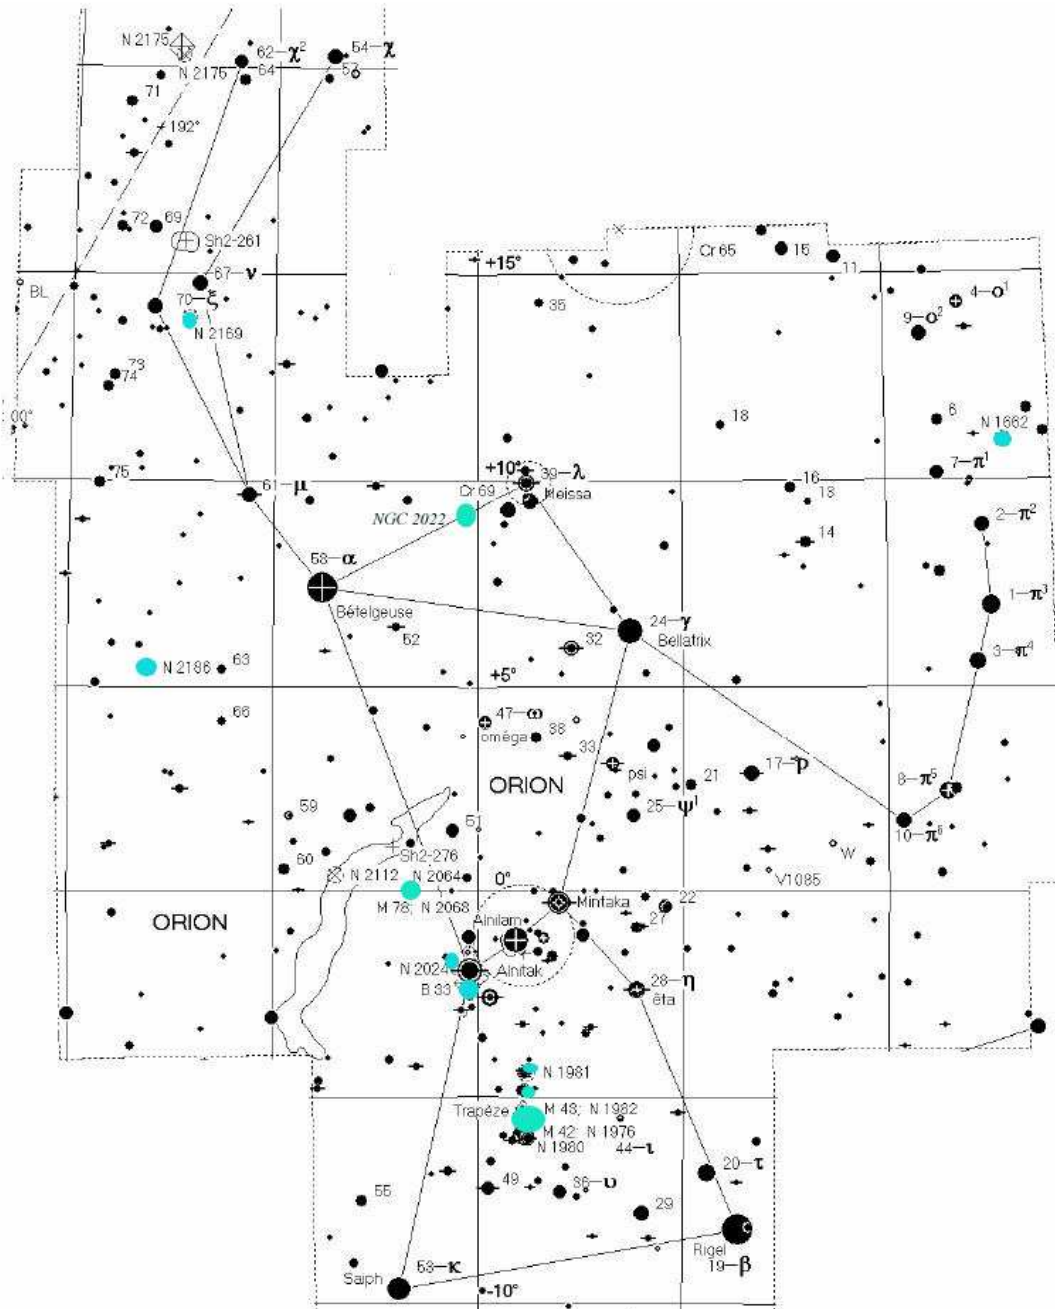 N 2175
62–χ²
54–χ
N 2175
64
57
71
192°
72
69
Sh2-261
Cr 65
15
11
67–ν
+15°
BL
70–ξ
35
4–ο¹
N 2169
9–ο²
73
74
00°
18
6
N 1662
+10°
39–λ
7–π¹
75
61–μ
Cr 69
Meissa
16
13
NGC 2022
2–π²
14
58–α
Bételgeuse
1–π³
52
32
24–γ
Bellatrix
3–π⁴
N 2186
63
+5°
66
47–ω
oméga
38
33
psi
17–ρ
8–π⁵
ORION
21
59
25–ψ¹
51
10–π⁶
Sh2-276
W
60
N 2112
N 2064
0°
V1085
M 78; N 2068
Mintaka
22
ORION
Alnilam
27
N 2024
Alnitak
B 33
28–η
êta
N 1981
Trapèze
M 43; N 1982
M 42; N 1976
N 1980
44–ι
20–τ
49
36–υ
55
29
Rigel
19–β
Saiph
53–κ
-10°